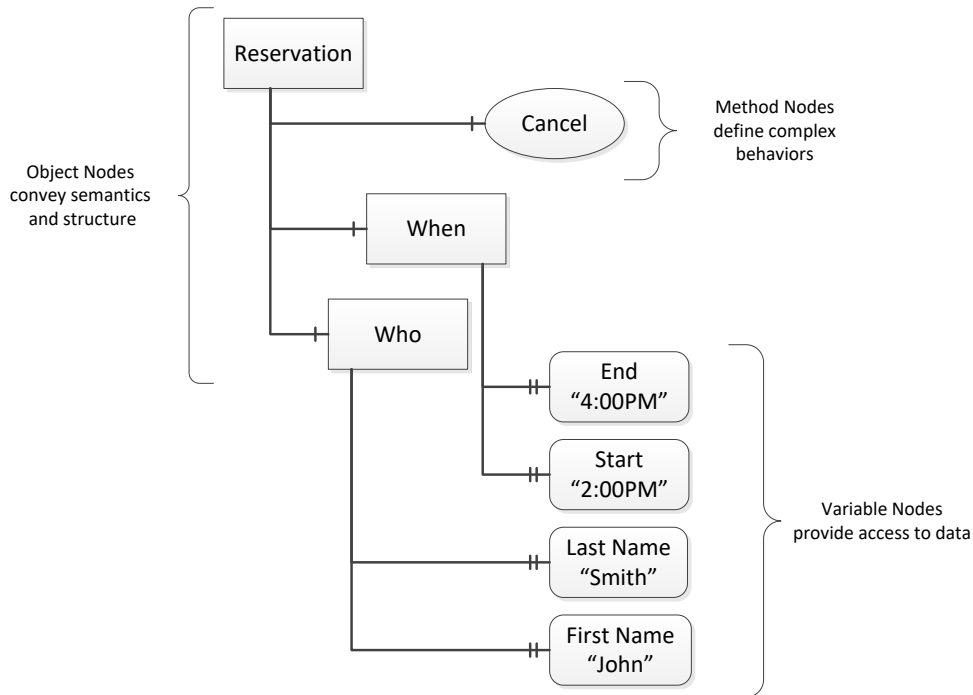 Reservation
Cancel
Method Nodes
define complex
behaviors
Object Nodes
convey semantics
and structure
When
Who
End
“4:00PM”
Start
“2:00PM”
Variable Nodes
provide access to data
Last Name
“Smith”
First Name
“John”